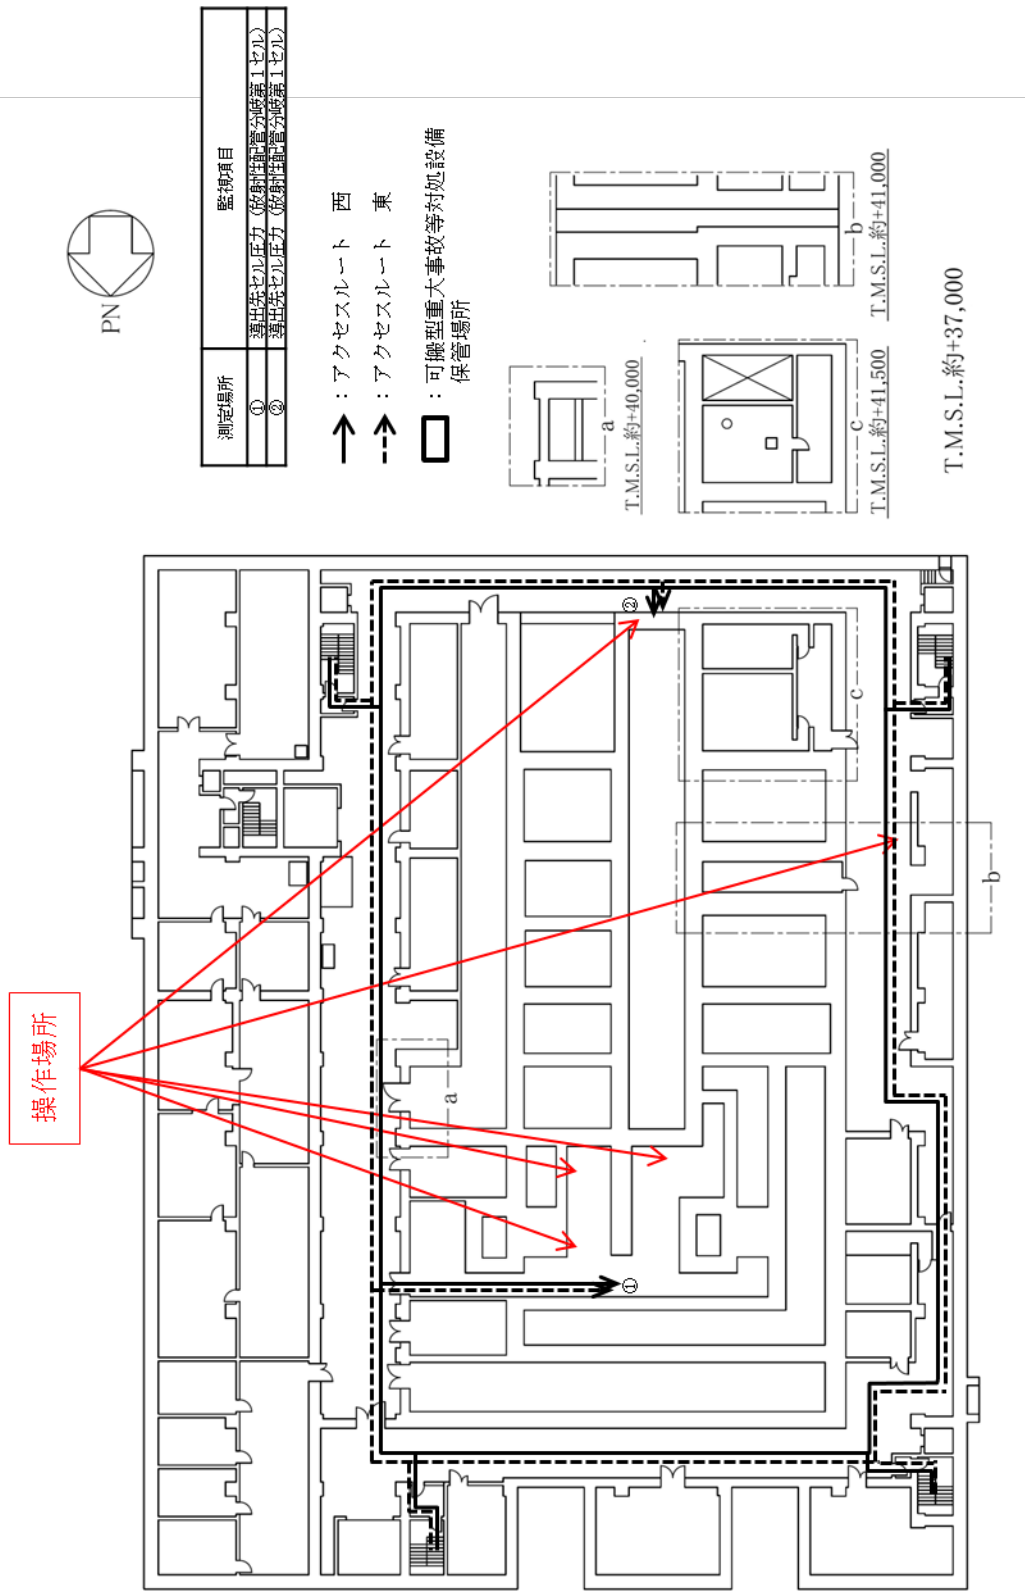 測定場所 監視項目
① 導出先セル圧力（放射性配管分岐第１セル）
② 導出先セル圧力（放射性配管分岐第１セル）
：アクセスルート 西
：アクセスルート 東
：可搬型重大事故等対処設備
保管場所
PN
a
T.M.S.L.約+40,000
b
T.M.S.L.約+41,000
c
T.M.S.L.約+41,500
T.M.S.L.約+37,000
操作場所
①
②
a
b
c